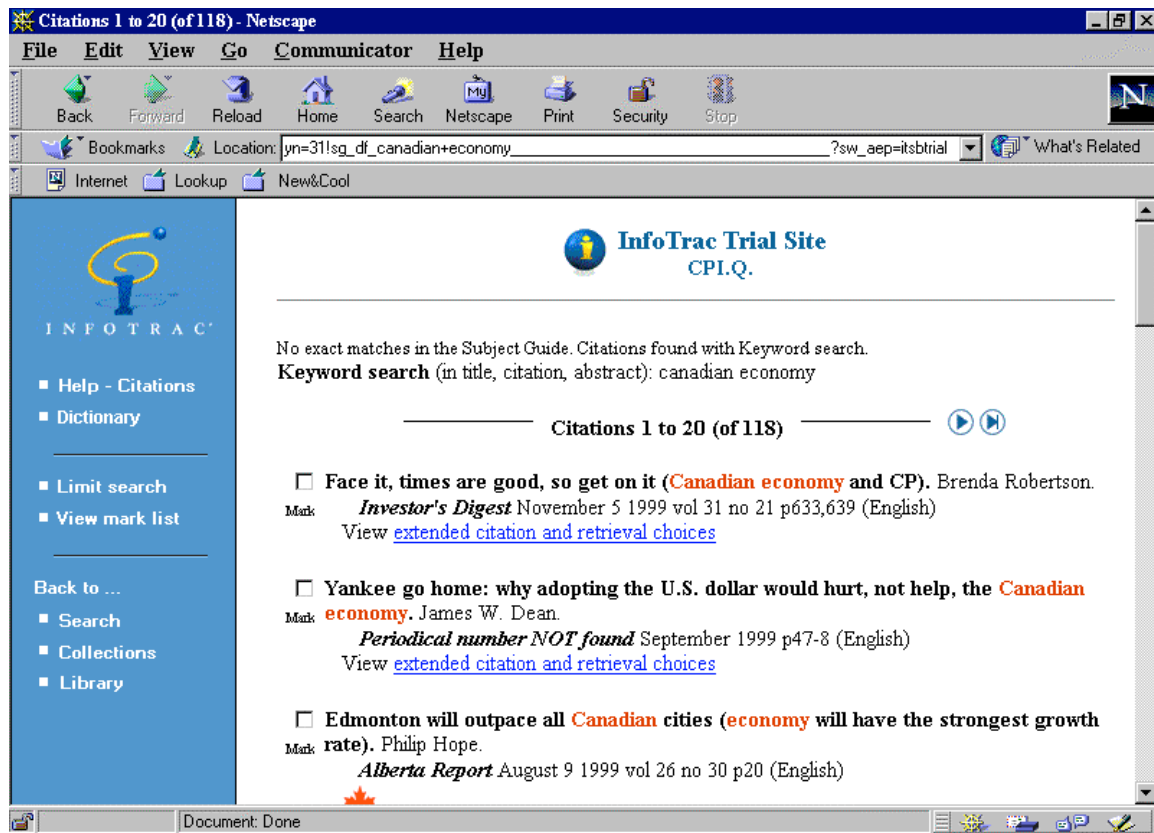 Citations 1 to 20 (of 118) - Netscape
File Edit View Go Communicator Help
Back Forward Reload Home Search Netscape Print Security Stop
My
N
Bookmarks Location: yn=31!sg_df_canadian+economy_______________________________?sw_aep=itsbtrial What's Related
Internet Lookup New&Cool
INFOTRAC
Help - Citations
Dictionary
Limit search
View mark list
Back to ...
Search
Collections
Library
InfoTrac Trial Site
CPI.Q.
No exact matches in the Subject Guide. Citations found with Keyword search.
Keyword search (in title, citation, abstract): canadian economy
Citations 1 to 20 (of 118)
Face it, times are good, so get on it (Canadian economy and CP). Brenda Robertson.
Mark Investor's Digest November 5 1999 vol 31 no 21 p633,639 (English)
View extended citation and retrieval choices
Yankee go home: why adopting the U.S. dollar would hurt, not help, the Canadian
Mark economy. James W. Dean.
Periodical number NOT found September 1999 p47-8 (English)
View extended citation and retrieval choices
Edmonton will outpace all Canadian cities (economy will have the strongest growth
Mark rate). Philip Hope.
Alberta Report August 9 1999 vol 26 no 30 p20 (English)
Document: Done